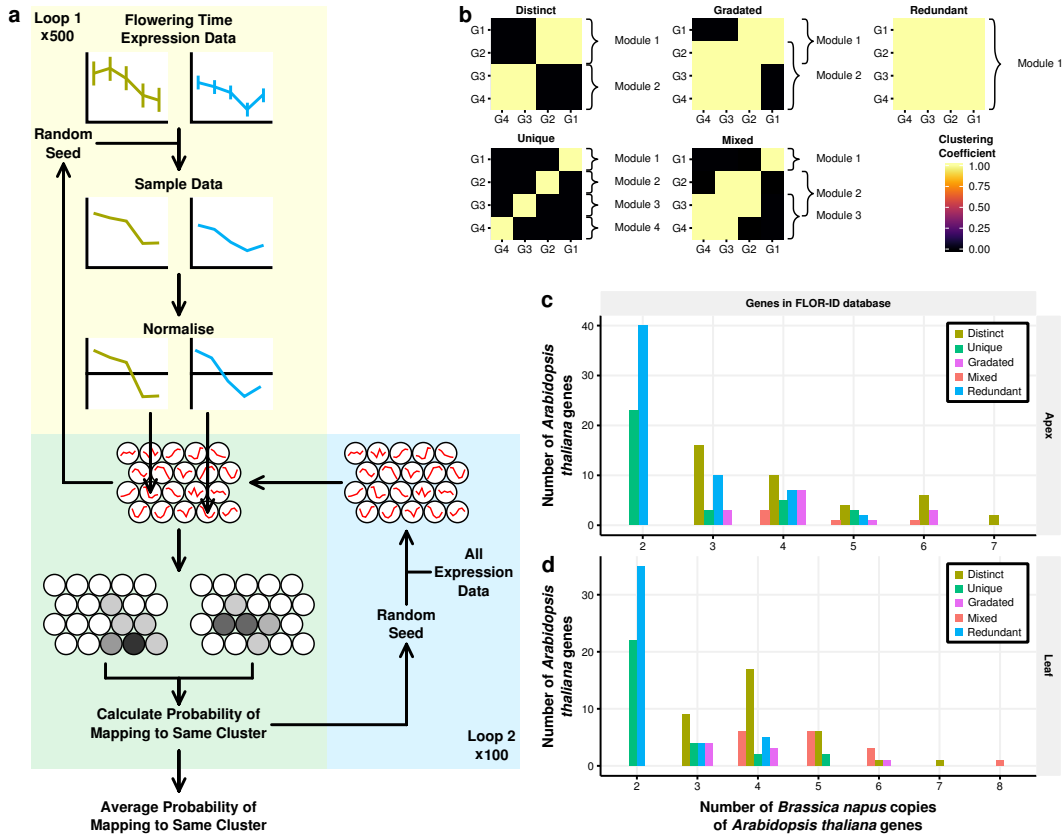 a
Loop 1
x500
Flowering Time
Expression Data
Random
Seed
Sample Data
Normalise
All
Expression
Data
Random
Seed
Calculate Probability of
Mapping to Same Cluster
Loop 2
x100
Average Probability of
Mapping to Same Cluster
b
Distinct
G1
G2
G3
G4
G4 G3 G2 G1
Module 1
Module 2
Gradated
G1
G2
G3
G4
G4 G3 G2 G1
Module 1
Module 2
Redundant
G1
G2
G3
G4
G4 G3 G2 G1
Module 1
Unique
G1
G2
G3
G4
G4 G3 G2 G1
Module 1
Module 2
Module 3
Module 4
Mixed
G1
G2
G3
G4
G4 G3 G2 G1
Module 1
Module 2
Module 3
Clustering
Coefficient
1.00
0.75
0.50
0.25
0.00
c
Genes in FLOR-ID database
Number of Arabidopsis
thaliana genes
40
30
20
10
0
2 3 4 5 6 7
Distinct
Unique
Gradated
Mixed
Redundant
Apex
d
Number of Arabidopsis
thaliana genes
30
20
10
0
2 3 4 5 6 7 8
Distinct
Unique
Gradated
Mixed
Redundant
Leaf
Number of Brassica napus copies
of Arabidopsis thaliana genes